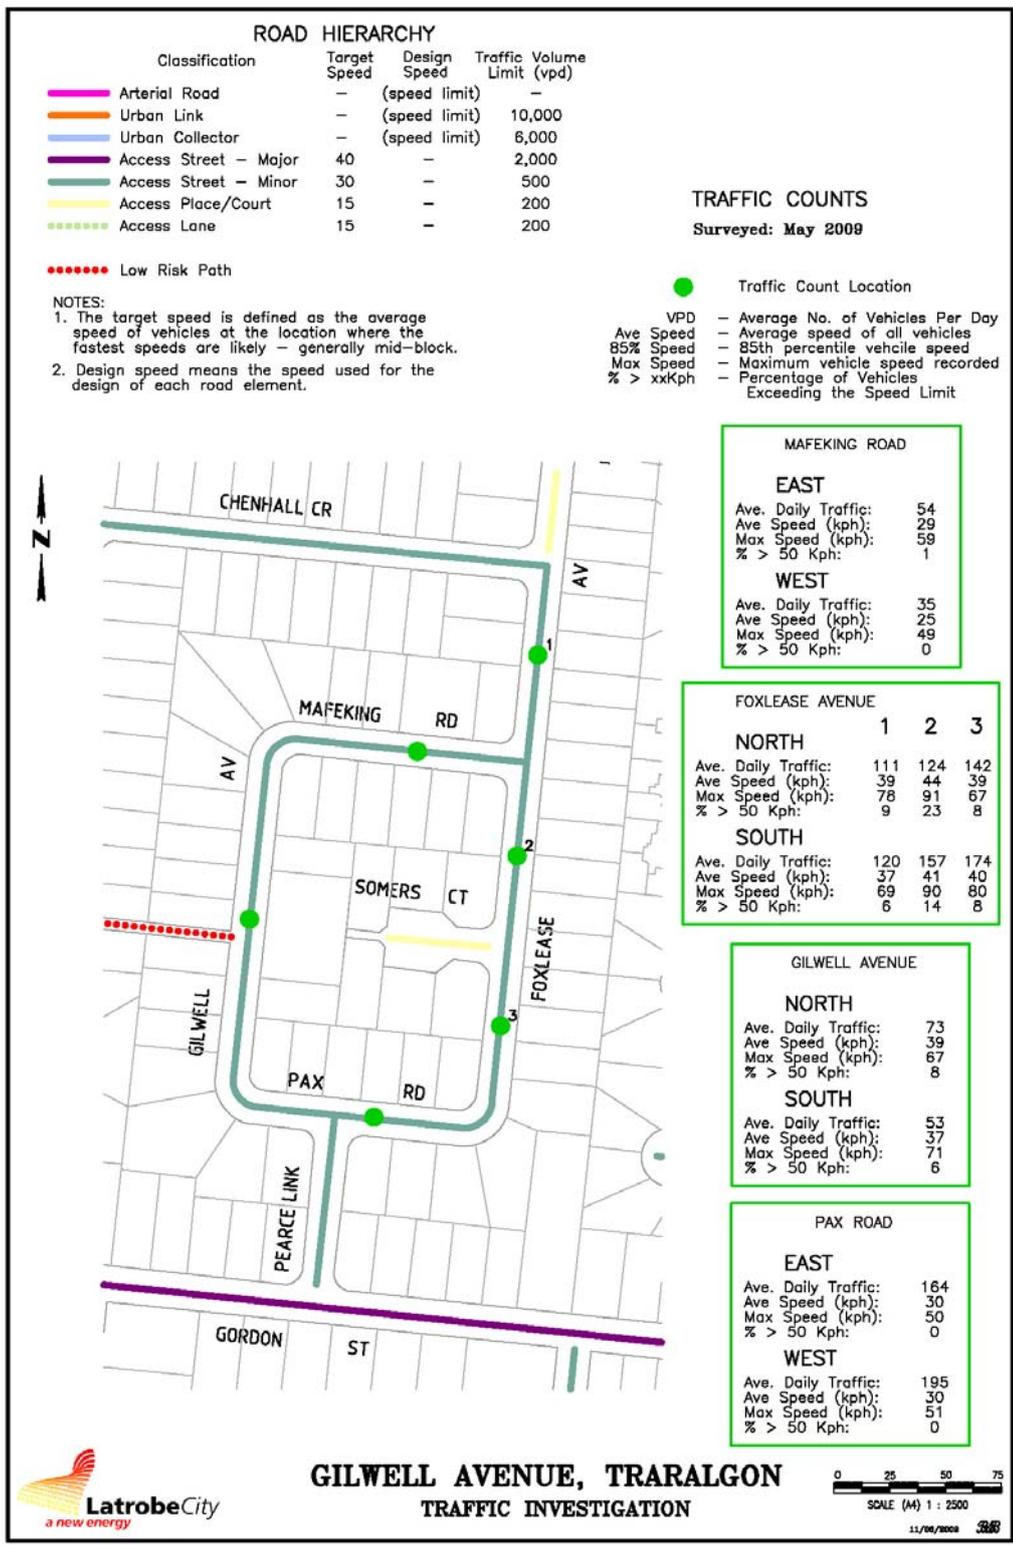 ROAD HIERARCHY
Classification Target Speed Design Speed Traffic Volume Limit (vpd)
Arterial Road – (speed limit) –
Urban Link – (speed limit) 10,000
Urban Collector – (speed limit) 6,000
Access Street – Major 40 – 2,000
Access Street – Minor 30 – 500
Access Place/Court 15 – 200
Access Lane 15 – 200
Low Risk Path
NOTES:
1. The target speed is defined as the average
speed of vehicles at the location where the
fastest speeds are likely – generally mid–block.
2. Design speed means the speed used for the
design of each road element.
TRAFFIC COUNTS
Surveyed: May 2009
Traffic Count Location
VPD – Average No. of Vehicles Per Day
Ave Speed – Average speed of all vehicles
85% Speed – 85th percentile vehcile speed
Max Speed – Maximum vehicle speed recorded
% > xxKph – Percentage of Vehicles
Exceeding the Speed Limit
MAFEKING ROAD
EAST
Ave. Daily Traffic: 54
Ave Speed (kph): 29
Max Speed (kph): 59
% > 50 Kph: 1
WEST
Ave. Daily Traffic: 35
Ave Speed (kph): 25
Max Speed (kph): 49
% > 50 Kph: 0
FOXLEASE AVENUE
1 2 3
NORTH
Ave. Daily Traffic: 111 124 142
Ave Speed (kph): 39 44 39
Max Speed (kph): 78 91 67
% > 50 Kph: 9 23 8
SOUTH
Ave. Daily Traffic: 120 157 174
Ave Speed (kph): 37 41 40
Max Speed (kph): 69 90 80
% > 50 Kph: 6 14 8
GILWELL AVENUE
NORTH
Ave. Daily Traffic: 73
Ave Speed (kph): 39
Max Speed (kph): 67
% > 50 Kph: 8
SOUTH
Ave. Daily Traffic: 53
Ave Speed (kph): 37
Max Speed (kph): 71
% > 50 Kph: 6
PAX ROAD
EAST
Ave. Daily Traffic: 164
Ave Speed (kph): 30
Max Speed (kph): 50
% > 50 Kph: 0
WEST
Ave. Daily Traffic: 195
Ave Speed (kph): 30
Max Speed (kph): 51
% > 50 Kph: 0
N
CHENHALL CR
AV
1
MAFEKING RD
AV
2
SOMERS CT
FOXLEASE
GILWELL
3
PAX RD
PEARCE LINK
GORDON ST
LatrobeCity
a new energy
GILWELL AVENUE, TRARALGON
TRAFFIC INVESTIGATION
0 25 50 75
SCALE (A4) 1 : 2500